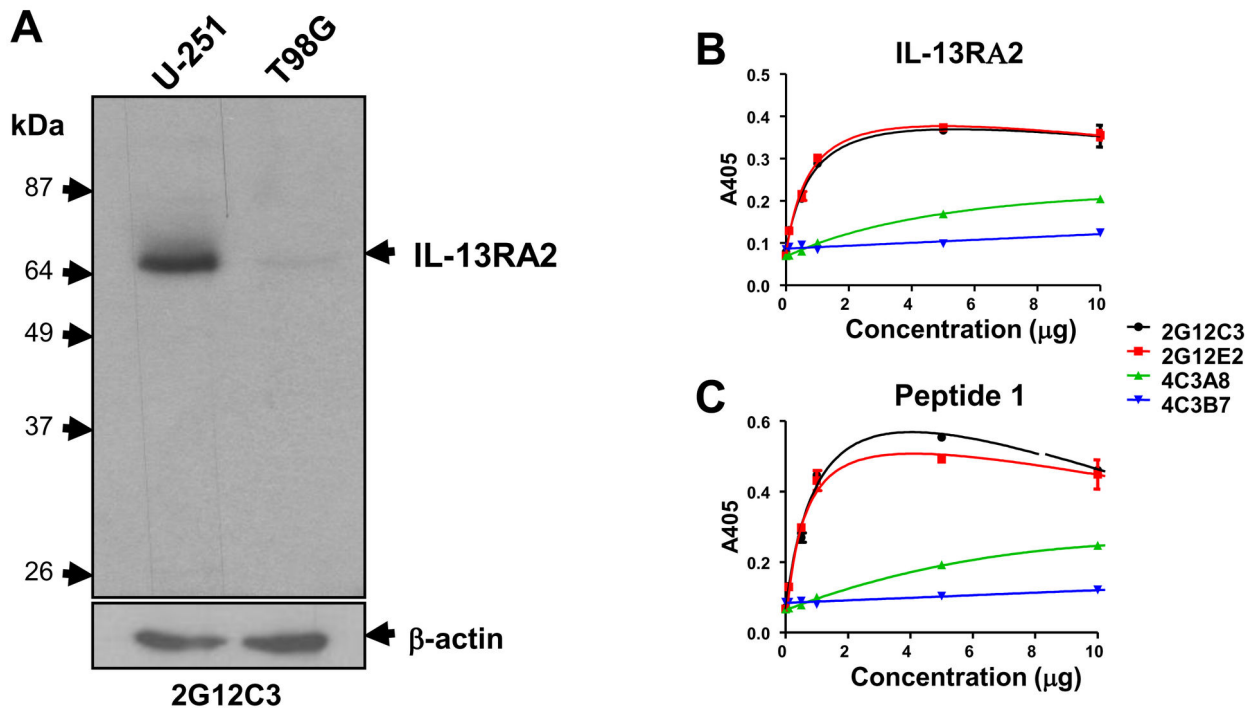 A
U-251
T98G
kDa
87
64
49
37
26
IL-13RA2
β-actin
2G12C3
B
IL-13RA2
0.5
0.4
0.3
0.2
0.1
0.0
A405
0 2 4 6 8 10
Concentration (μg)
2G12C3
2G12E2
4C3A8
4C3B7
C
Peptide 1
0.6
0.4
0.2
0.0
A405
0 2 4 6 8 10
Concentration (μg)